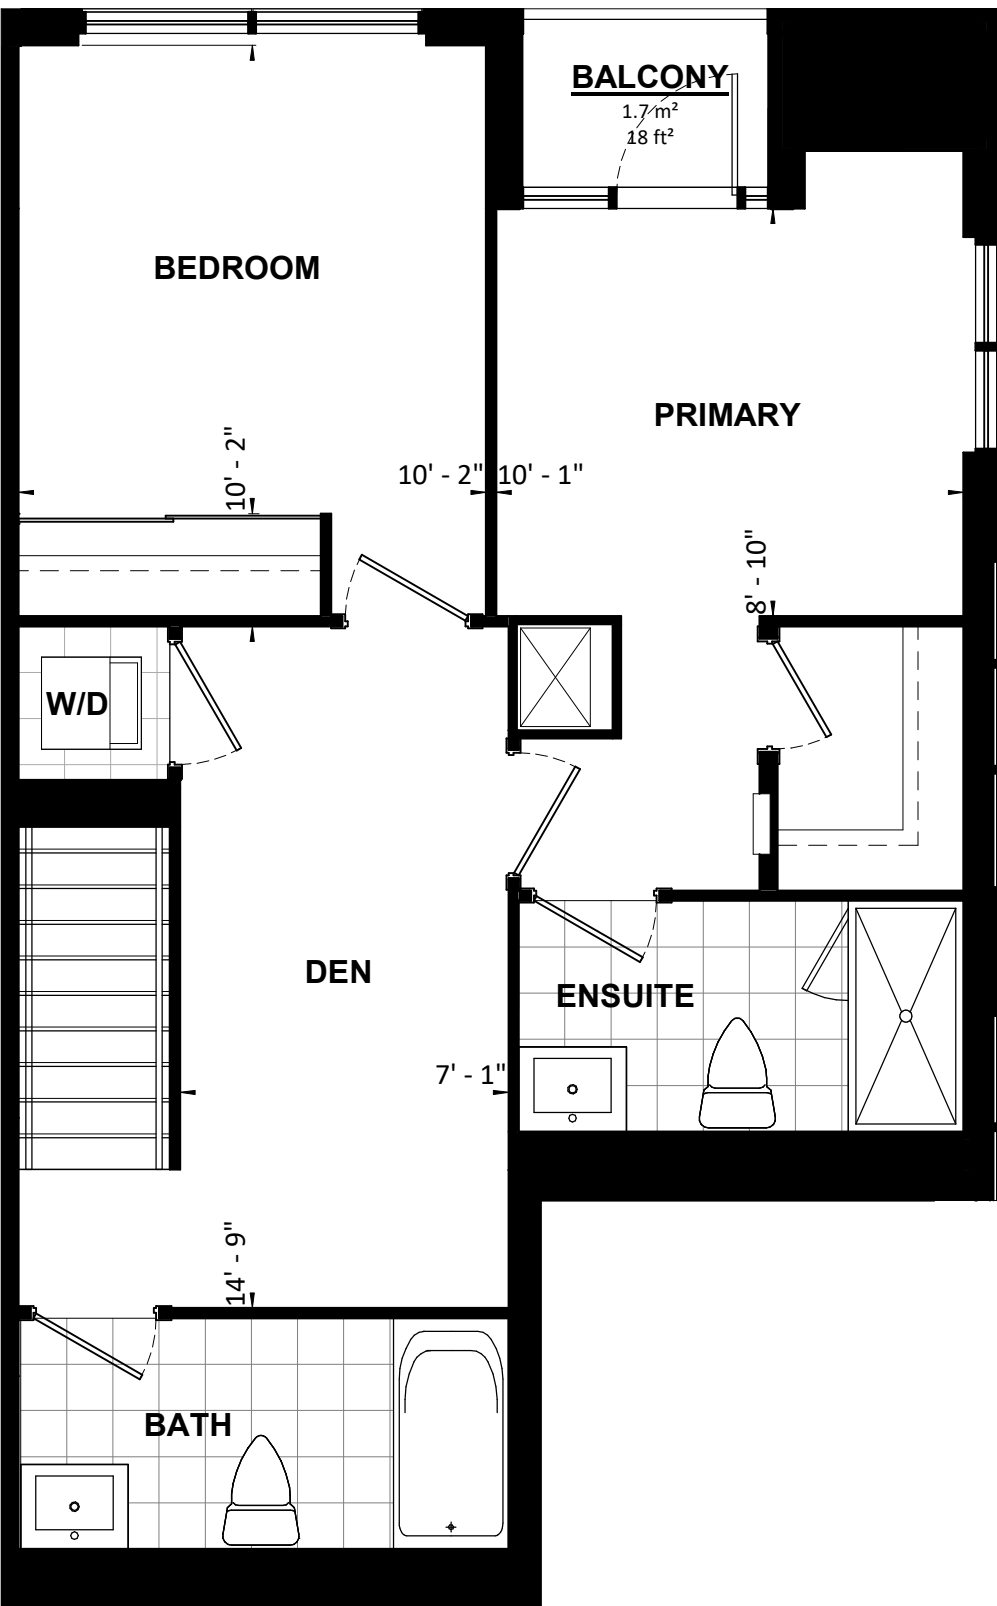 BALCONY
1.7 m²
18 ft²
BEDROOM
PRIMARY
10' - 2"
10' - 2"
10' - 1"
8' - 10"
W/D
DEN
ENSUITE
7' - 1"
14' - 9"
BATH